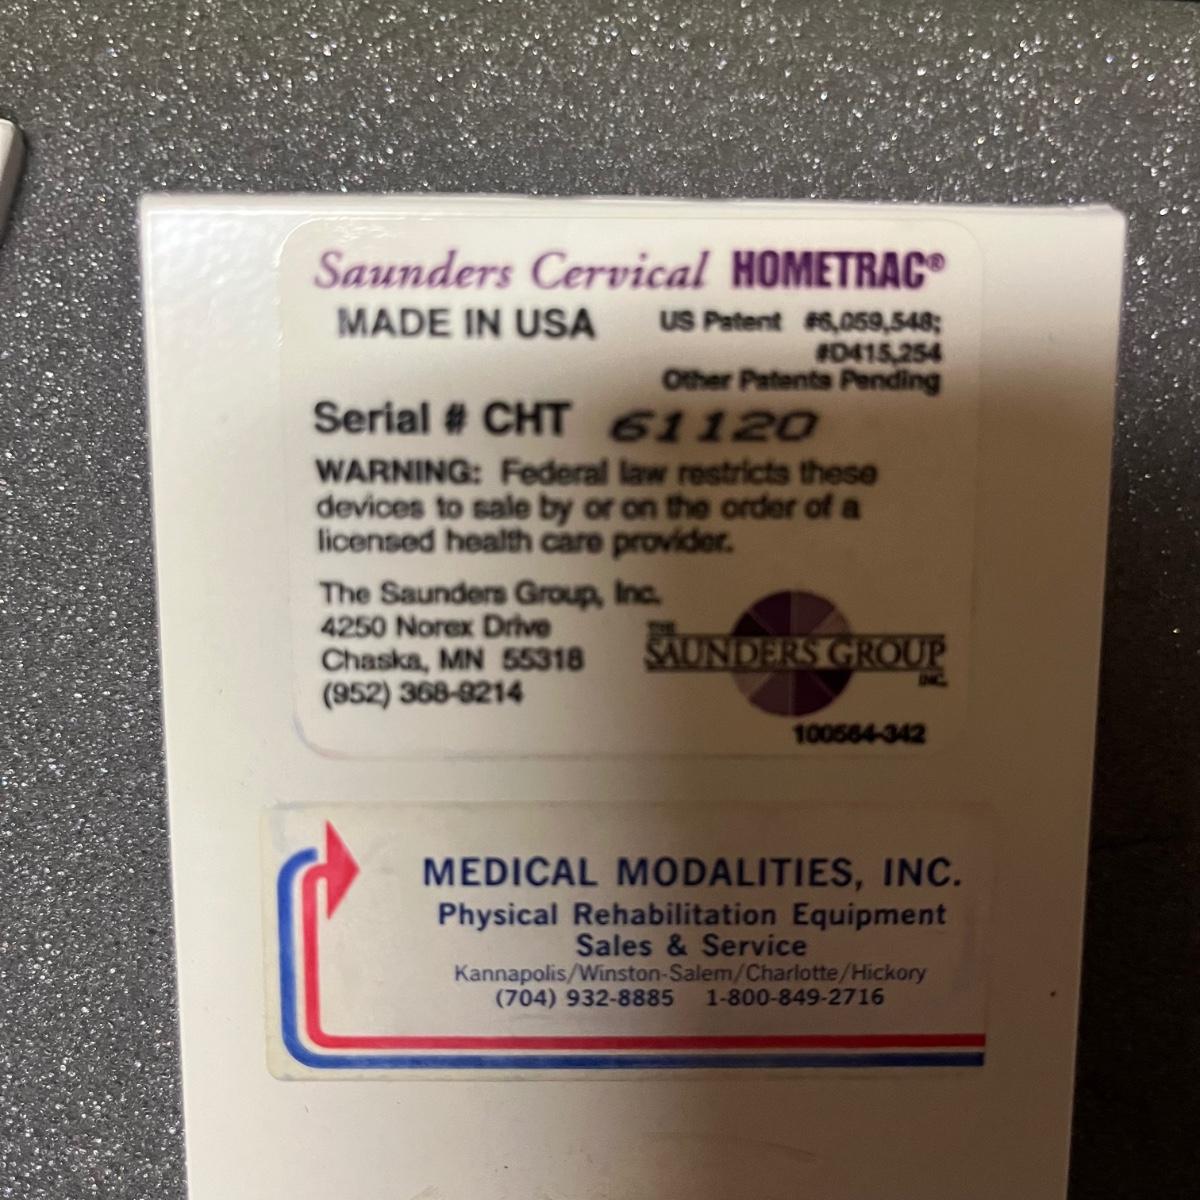 Saunders Cervical HOMETRAC®
MADE IN USA
US Patent #6,059,548;
#D415,254
Other Patents Pending
Serial # CHT 61120
WARNING: Federal law restricts these
devices to sale by or on the order of a
licensed health care provider.
The Saunders Group, Inc.
4250 Norex Drive
Chaska, MN 55318
(952) 368-9214
THE
SAUNDERS GROUP
INC.
100564-342
MEDICAL MODALITIES, INC.
Physical Rehabilitation Equipment
Sales & Service
Kannapolis/Winston-Salem/Charlotte/Hickory
(704) 932-8885 1-800-849-2716